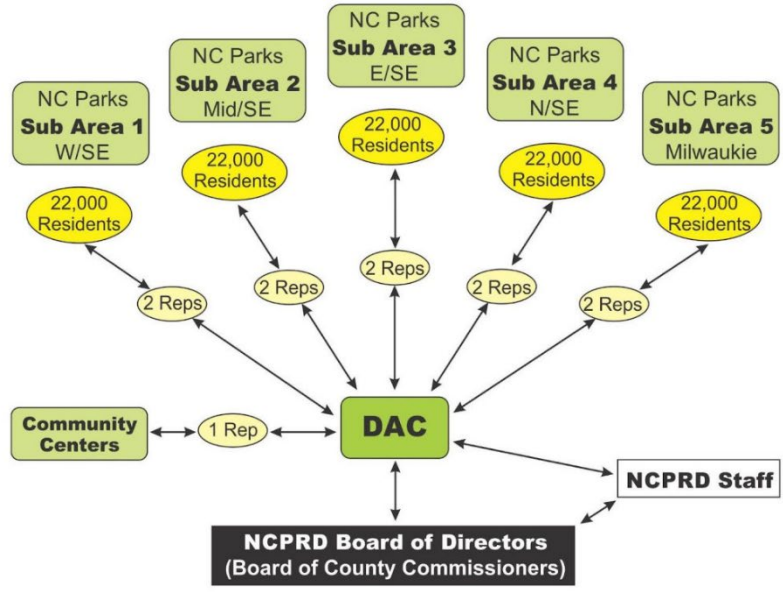 NC Parks
Sub Area 1
W/SE
NC Parks
Sub Area 2
Mid/SE
NC Parks
Sub Area 3
E/SE
NC Parks
Sub Area 4
N/SE
NC Parks
Sub Area 5
Milwaukie
22,000
Residents
22,000
Residents
22,000
Residents
22,000
Residents
22,000
Residents
2 Reps
2 Reps
2 Reps
2 Reps
2 Reps
Community
Centers
1 Rep
DAC
NCPRD Staff
NCPRD Board of Directors
(Board of County Commissioners)